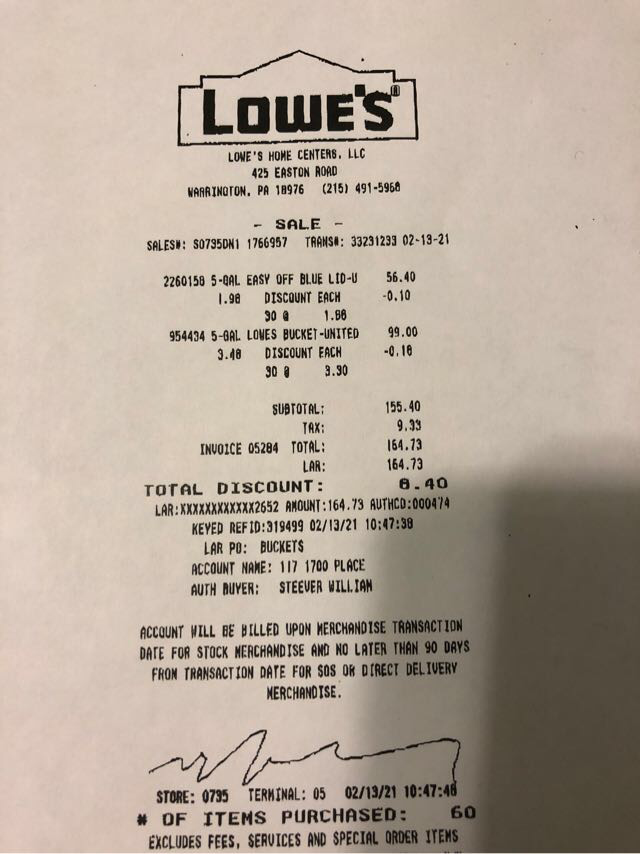 LOWE'S®
LOWE'S HOME CENTERS, LLC
425 EASTON ROAD
WARRINGTON, PA 18976 (215) 491-5960
- SALE -
SALES#: S0735DN1 1766957 TRANS#: 33231233 02-13-21
2260158 5-GAL EASY OFF BLUE LID-U 56.40
1.98 DISCOUNT EACH -0.10
30 @ 1.88
954434 5-GAL LOWES BUCKET-UNITED 99.00
3.48 DISCOUNT EACH -0.18
30 @ 3.30
SUBTOTAL: 155.40
TAX: 9.33
INVOICE 05284 TOTAL: 164.73
LAR: 164.73
TOTAL DISCOUNT: 8.40
LAR:XXXXXXXXXXXX2652 AMOUNT:164.73 AUTHCD:000474
KEYED REFID:319499 02/13/21 10:47:38
LAR PO: BUCKETS
ACCOUNT NAME: 117 1700 PLACE
AUTH BUYER: STEEVER WILLIAM
ACCOUNT WILL BE BILLED UPON MERCHANDISE TRANSACTION
DATE FOR STOCK MERCHANDISE AND NO LATER THAN 90 DAYS
FROM TRANSACTION DATE FOR SOS OR DIRECT DELIVERY
MERCHANDISE.
STORE: 0735 TERMINAL: 05 02/13/21 10:47:46
# OF ITEMS PURCHASED: 60
EXCLUDES FEES, SERVICES AND SPECIAL ORDER ITEMS